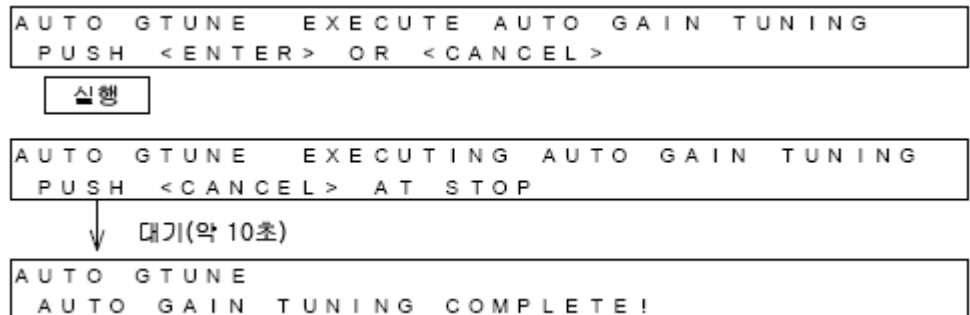 AUTO GTUNE EXECUTE AUTO GAIN TUNING
PUSH <ENTER> OR <CANCEL>
실행
AUTO GTUNE EXECUTING AUTO GAIN TUNING
PUSH <CANCEL> AT STOP
대기(약 10초)
AUTO GTUNE
AUTO GAIN TUNING COMPLETE!